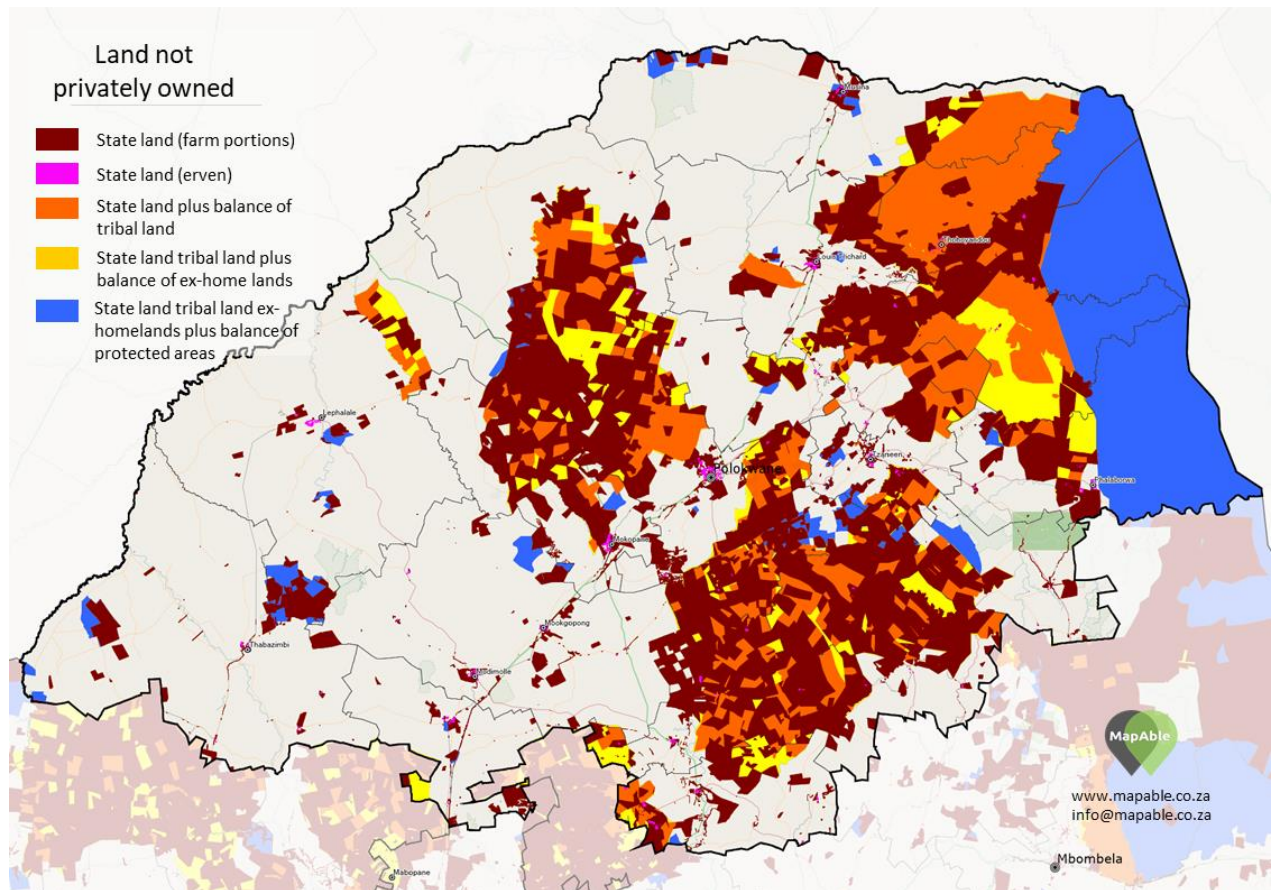 Land not
privately owned
State land (farm portions)
State land (erven)
State land plus balance of
tribal land
State land tribal land plus
balance of ex-home lands
State land tribal land ex-
homelands plus balance of
protected areas
Musina
Thohoyandou
Louis Trichard
Lephalale
Polokwane
Tzaneen
Phalaborwa
Mokopane
Mookgopong
Thabazimbi
Modimolle
MapAble
www.mapable.co.za
info@mapable.co.za
Mbombela
Mabopane